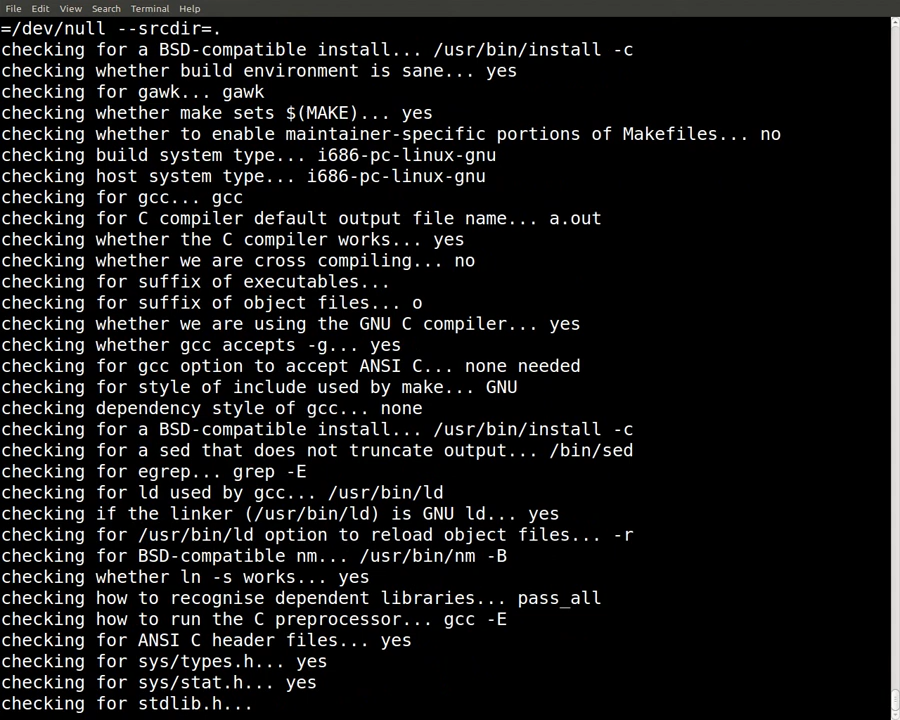 File Edit View Search Terminal Help
=/dev/null --srcdir=.
checking for a BSD-compatible install... /usr/bin/install -c
checking whether build environment is sane... yes
checking for gawk... gawk
checking whether make sets $(MAKE)... yes
checking whether to enable maintainer-specific portions of Makefiles... no
checking build system type... i686-pc-linux-gnu
checking host system type... i686-pc-linux-gnu
checking for gcc... gcc
checking for C compiler default output file name... a.out
checking whether the C compiler works... yes
checking whether we are cross compiling... no
checking for suffix of executables...
checking for suffix of object files... o
checking whether we are using the GNU C compiler... yes
checking whether gcc accepts -g... yes
checking for gcc option to accept ANSI C... none needed
checking for style of include used by make... GNU
checking dependency style of gcc... none
checking for a BSD-compatible install... /usr/bin/install -c
checking for a sed that does not truncate output... /bin/sed
checking for egrep... grep -E
checking for ld used by gcc... /usr/bin/ld
checking if the linker (/usr/bin/ld) is GNU ld... yes
checking for /usr/bin/ld option to reload object files... -r
checking for BSD-compatible nm... /usr/bin/nm -B
checking whether ln -s works... yes
checking how to recognise dependent libraries... pass_all
checking how to run the C preprocessor... gcc -E
checking for ANSI C header files... yes
checking for sys/types.h... yes
checking for sys/stat.h... yes
checking for stdlib.h...